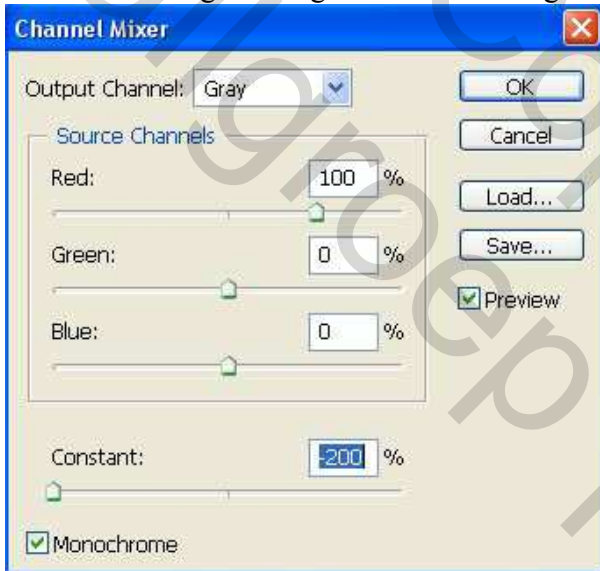 Channel Mixer
Output Channel: Gray
OK
Source Channels
Cancel
Red: 100 %
Load...
Green: 0 %
Save...
Preview
Blue: 0 %
Constant: -200 %
Monochrome